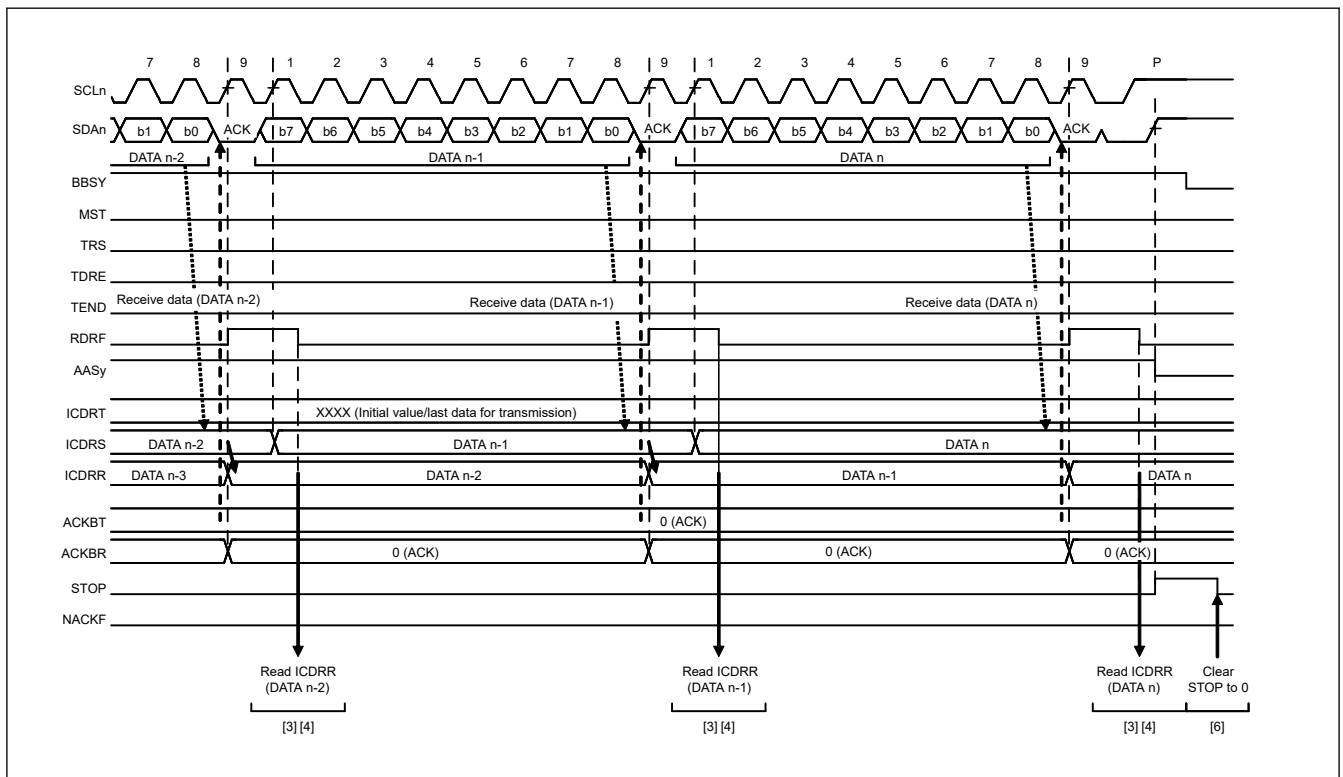 7 8 9 1 2 3 4 5 6 7 8 9 1 2 3 4 5 6 7 8 9 P
SCLn
SDAn b1 b0 ACK b7 b6 b5 b4 b3 b2 b1 b0 ACK b7 b6 b5 b4 b3 b2 b1 b0 ACK
DATA n-2 DATA n-1 DATA n
BBSY
MST
TRS
TDRE
Receive data (DATA n-2) Receive data (DATA n-1) Receive data (DATA n)
TEND
RDRF
AASy
ICDRT XXXX (Initial value/last data for transmission)
ICDRS DATA n-2 DATA n-1 DATA n
ICDRR DATA n-3 DATA n-2 DATA n-1 DATA n
ACKBT 0 (ACK)
ACKBR 0 (ACK) 0 (ACK) 0 (ACK)
STOP
NACKF
Read ICDRR Read ICDRR Read ICDRR Clear
(DATA n-2) (DATA n-1) (DATA n) STOP to 0
[3] [4] [3] [4] [3] [4] [6]